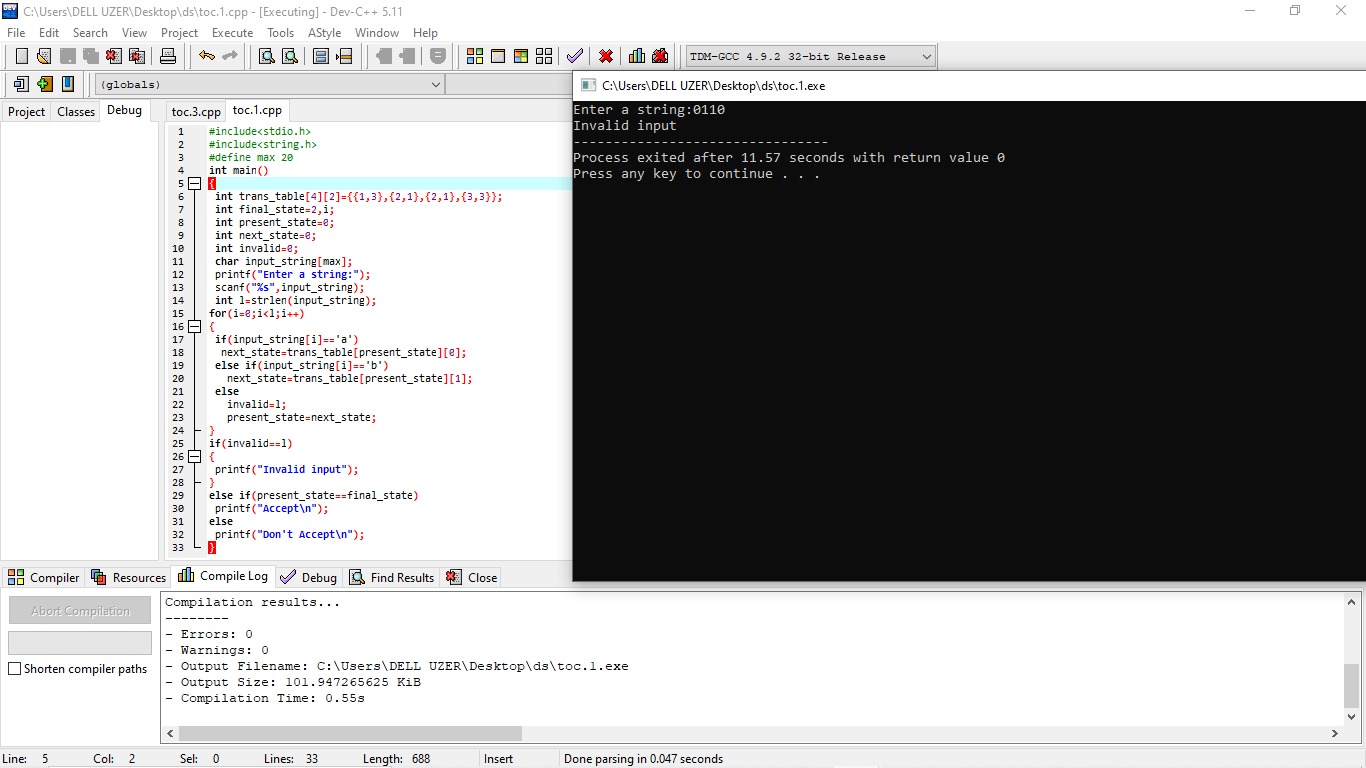 C:\Users\DELL UZER\Desktop\ds\toc.1.cpp - [Executing] - Dev-C++ 5.11
File Edit Search View Project Execute Tools AStyle Window Help
TDM-GCC 4.9.2 32-bit Release
(globals)
Project Classes Debug
toc.3.cpp toc.1.cpp
1 #include<stdio.h>
2 #include<string.h>
3 #define max 20
4 int main()
5 {
6 int trans_table[4][2]={{1,3},{2,1},{2,1},{3,3}};
7 int final_state=2,i;
8 int present_state=0;
9 int next_state=0;
10 int invalid=0;
11 char input_string[max];
12 printf("Enter a string:");
13 scanf("%s",input_string);
14 int l=strlen(input_string);
15 for(i=0;i<l;i++)
16 {
17 if(input_string[i]=='a')
18 next_state=trans_table[present_state][0];
19 else if(input_string[i]=='b')
20 next_state=trans_table[present_state][1];
21 else
22 invalid=l;
23 present_state=next_state;
24 }
25 if(invalid==l)
26 {
27 printf("Invalid input");
28 }
29 else if(present_state==final_state)
30 printf("Accept\n");
31 else
32 printf("Don't Accept\n");
33 }
C:\Users\DELL UZER\Desktop\ds\toc.1.exe
Enter a string:0110
Invalid input
--------------------------------
Process exited after 11.57 seconds with return value 0
Press any key to continue . . .
Compiler Resources Compile Log Debug Find Results Close
Abort Compilation
Shorten compiler paths
Compilation results...
--------
- Errors: 0
- Warnings: 0
- Output Filename: C:\Users\DELL UZER\Desktop\ds\toc.1.exe
- Output Size: 101.947265625 KiB
- Compilation Time: 0.55s
Line: 5 Col: 2 Sel: 0 Lines: 33 Length: 688 Insert Done parsing in 0.047 seconds